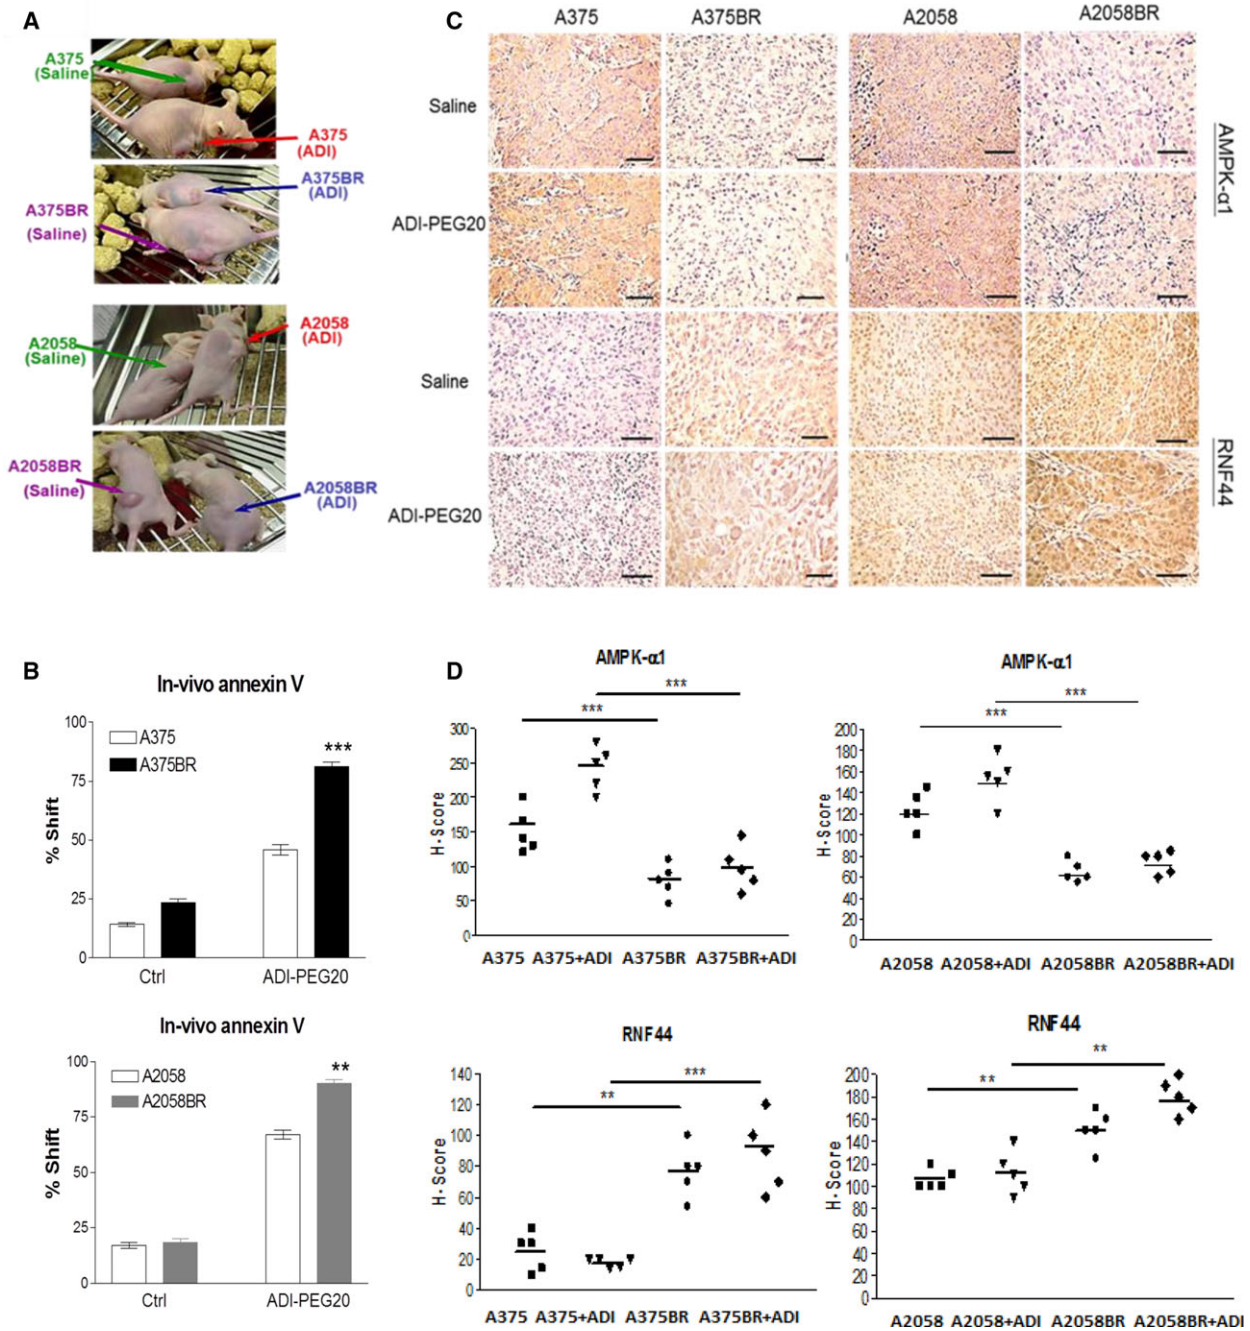 A
A375
(Saline)
A375
(ADI)
A375BR
(ADI)
A375BR
(Saline)
A2058
(Saline)
A2058
(ADI)
A2058BR
(Saline)
A2058BR
(ADI)
C
A375 A375BR A2058 A2058BR
Saline
ADI-PEG20
AMPK-α1
Saline
ADI-PEG20
RNF44
B
In-vivo annexin V
% Shift
100
75
50
25
0
A375
A375BR
***
Ctrl ADI-PEG20
In-vivo annexin V
% Shift
100
75
50
25
0
A2058
A2058BR
**
Ctrl ADI-PEG20
D
AMPK-α1
***
***
H-Score
300
250
200
150
100
50
0
A375 A375+ADI A375BR A375BR+ADI
AMPK-α1
***
***
H-Score
200
180
160
140
120
100
80
60
40
20
0
A2058 A2058+ADI A2058BR A2058BR+ADI
RNF44
***
**
H-Score
140
120
100
80
60
40
20
0
A375 A375+ADI A375BR A375BR+ADI
RNF44
**
**
H-Score
200
180
160
140
120
100
80
60
40
20
0
A2058 A2058+ADI A2058BR A2058BR+ADI